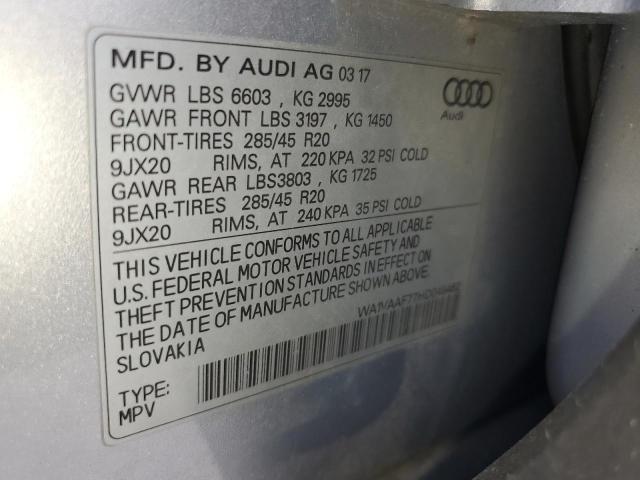 MFD. BY AUDI AG 03 17
GVWR LBS 6603 , KG 2995
GAWR FRONT LBS 3197 , KG 1450
FRONT-TIRES 285/45 R20
9JX20 RIMS, AT 220 KPA 32 PSI COLD
GAWR REAR LBS3803 , KG 1725
REAR-TIRES 285/45 R20
9JX20 RIMS, AT 240 KPA 35 PSI COLD
Audi
THIS VEHICLE CONFORMS TO ALL APPLICABLE
U.S. FEDERAL MOTOR VEHICLE SAFETY AND
THEFT PREVENTION STANDARDS IN EFFECT ON
THE DATE OF MANUFACTURE SHOWN ABOVE.
SLOVAKIA
TYPE:
MPV